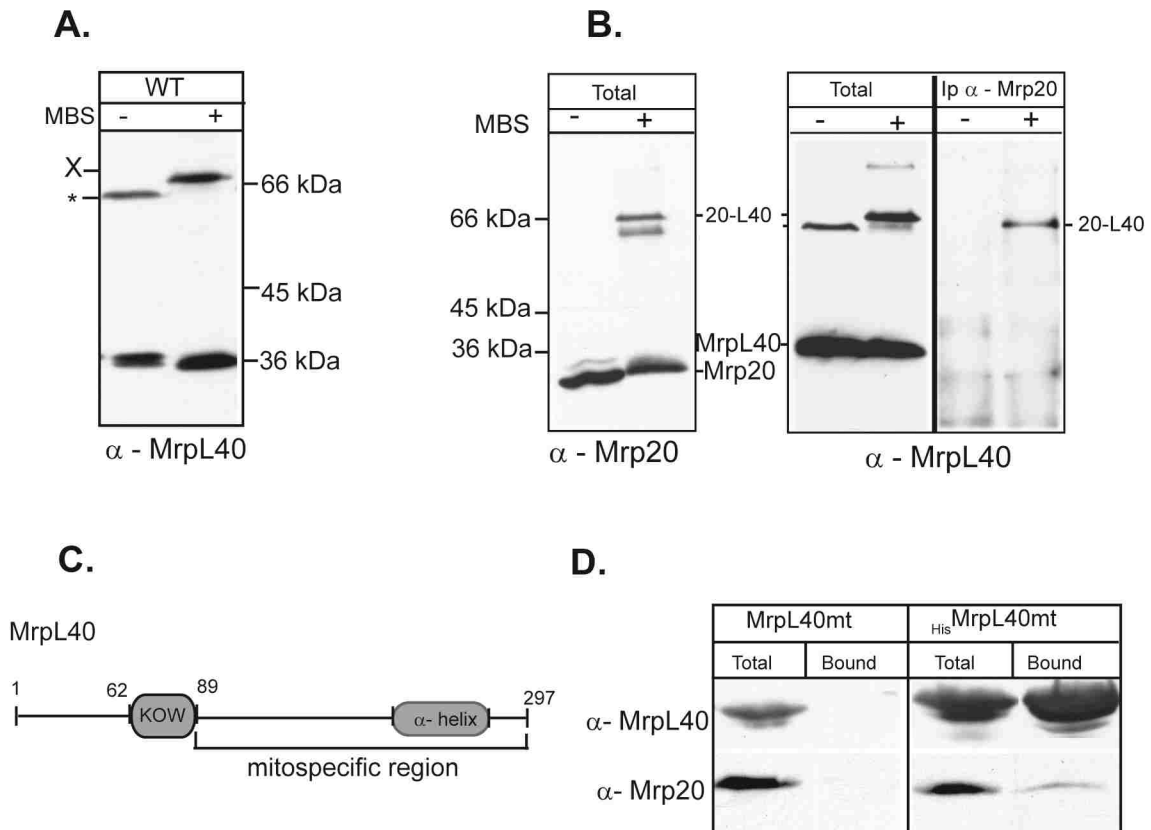 A.
WT
MBS - +
X
*
66 kDa
45 kDa
36 kDa
α - MrpL40
B.
Total
MBS - +
66 kDa
45 kDa
36 kDa
20-L40
MrpL40
Mrp20
α - Mrp20
Total
- +
Ip α - Mrp20
- +
20-L40
α - MrpL40
C.
MrpL40
1
62
89
297
KOW
α- helix
mitospecific region
D.
MrpL40mt
HisMrpL40mt
Total
Bound
Total
Bound
α- MrpL40
α- Mrp20